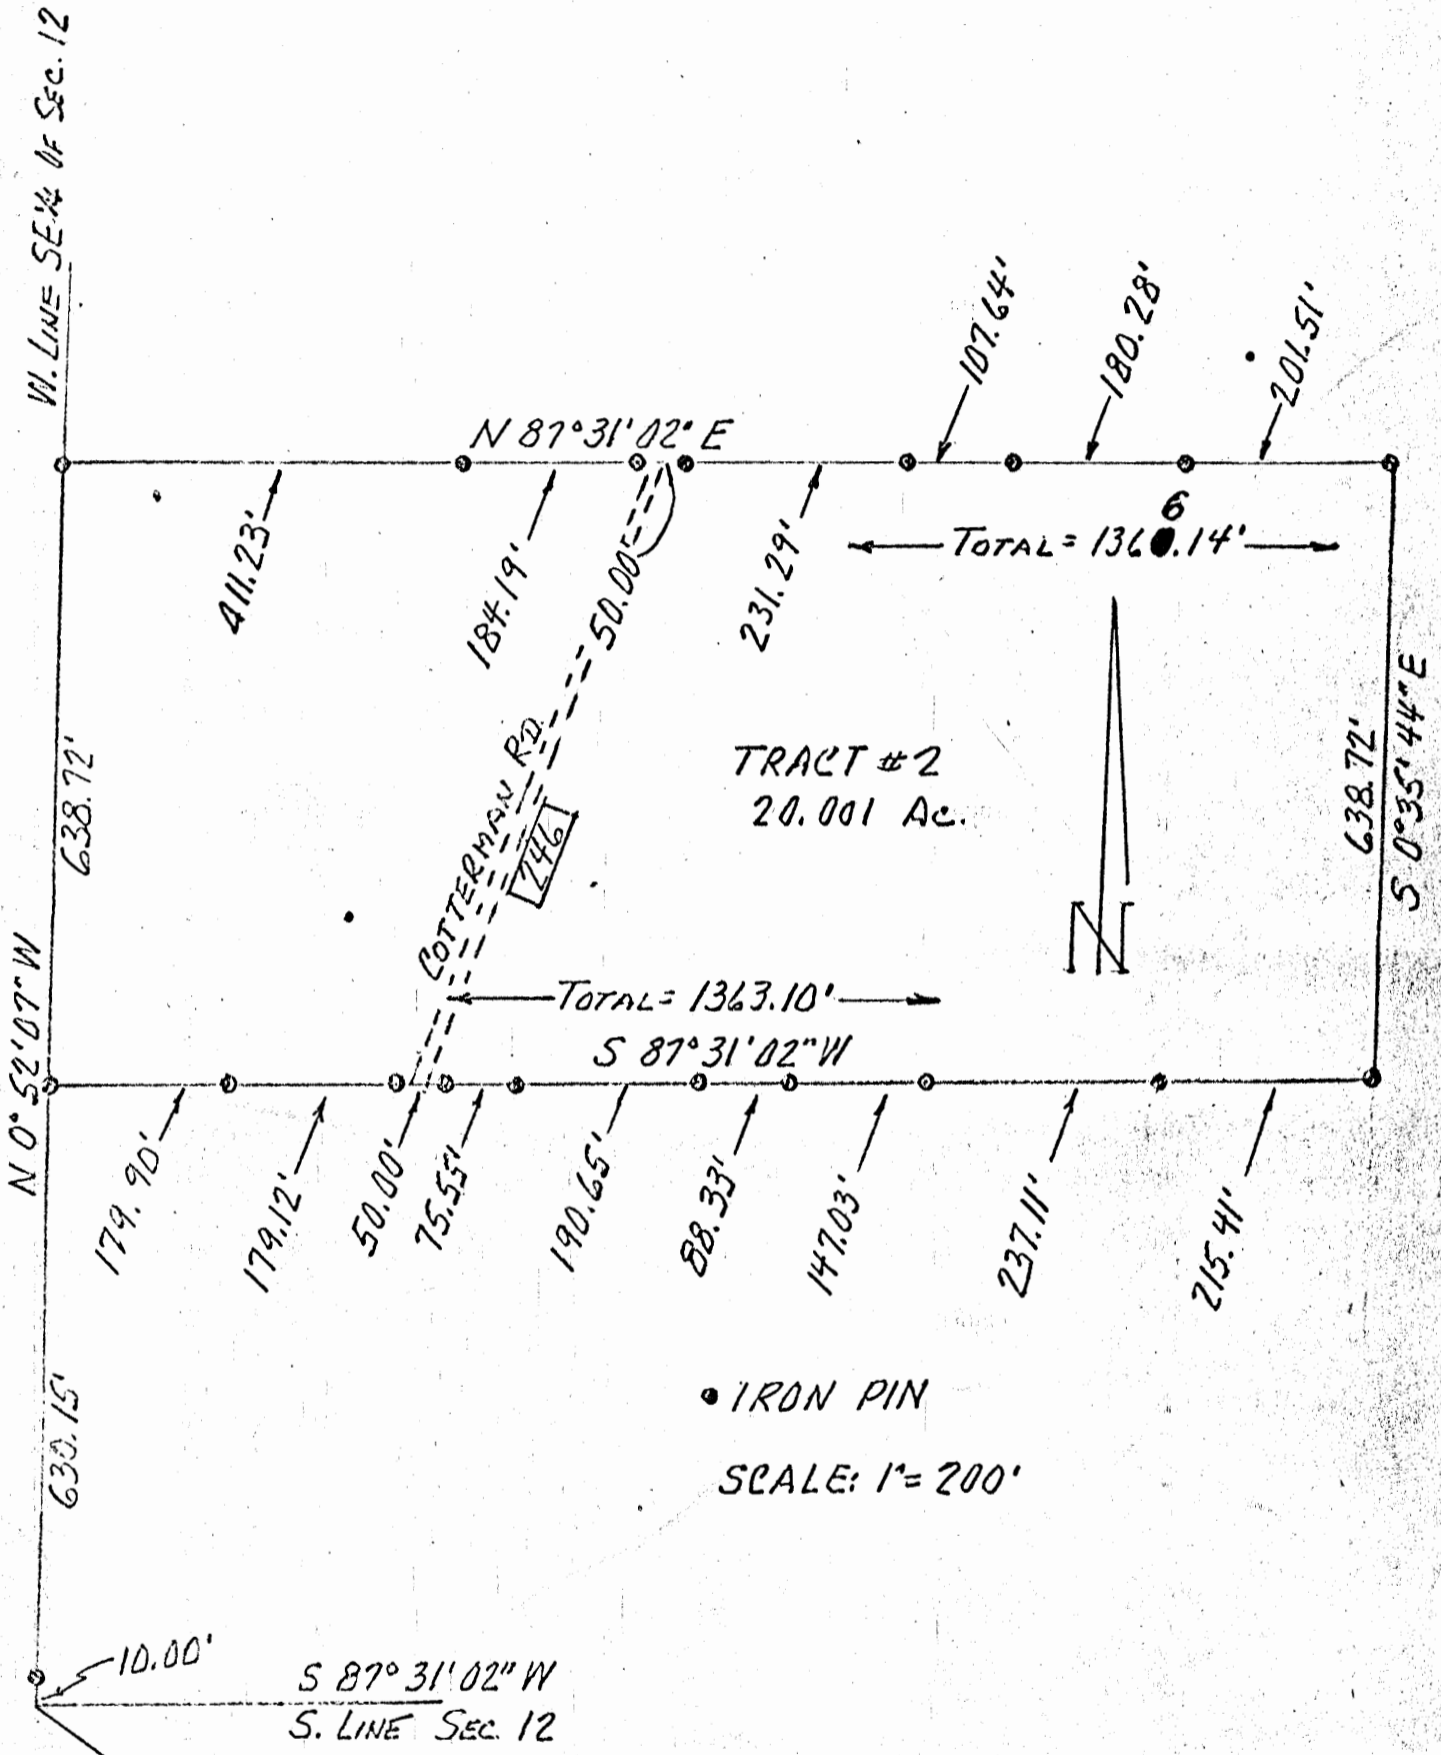 W. LINE SE¼ OF SEC. 12
107.64'
180.28'
201.51'
N 87°31'02" E
411.23'
184.19'
50.00'
231.29'
6
TOTAL = 1360.14'
638.72'
COTTERMAN RD.
246
TRACT #2
20.001 Ac.
638.72'
S 0°35'44" E
N
N 0°52'07" W
TOTAL = 1363.10'
S 87°31'02" W
179.90'
179.12'
50.00'
75.55'
190.65'
88.33'
147.03'
237.11'
215.41'
630.15'
IRON PIN
SCALE: 1"= 200'
10.00'
S 87°31'02" W
S. LINE SEC. 12